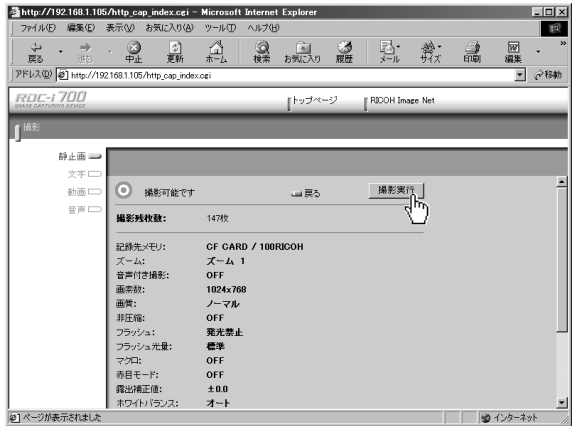 http://192.168.1.105/http_cap_index.cgi - Microsoft Internet Explorer
ファイル(F) 編集(E) 表示(V) お気に入り(A) ツール(T) ヘルプ(H)
戻る 進む 中止 更新 ホーム 検索 お気に入り 履歴 メール サイズ 印刷 編集 »
アドレス(D) http://192.168.1.105/http_cap_index.cgi 移動
RDC-i 700
IMAGE CAPTURING DEVICE
トップページ RICOH Image Net
撮影
静止画
文字
動画
音声
撮影可能です 戻る 撮影実行
撮影残枚数: 147枚
記録先メモリ: CF CARD / 100RICOH
ズーム: ズーム 1
音声付き撮影: OFF
画素数: 1024x768
画質: ノーマル
非圧縮: OFF
フラッシュ: 発光禁止
フラッシュ光量: 標準
マクロ: OFF
赤目モード: OFF
露出補正値: ±0.0
ホワイトバランス: オート
ページが表示されました インターネット